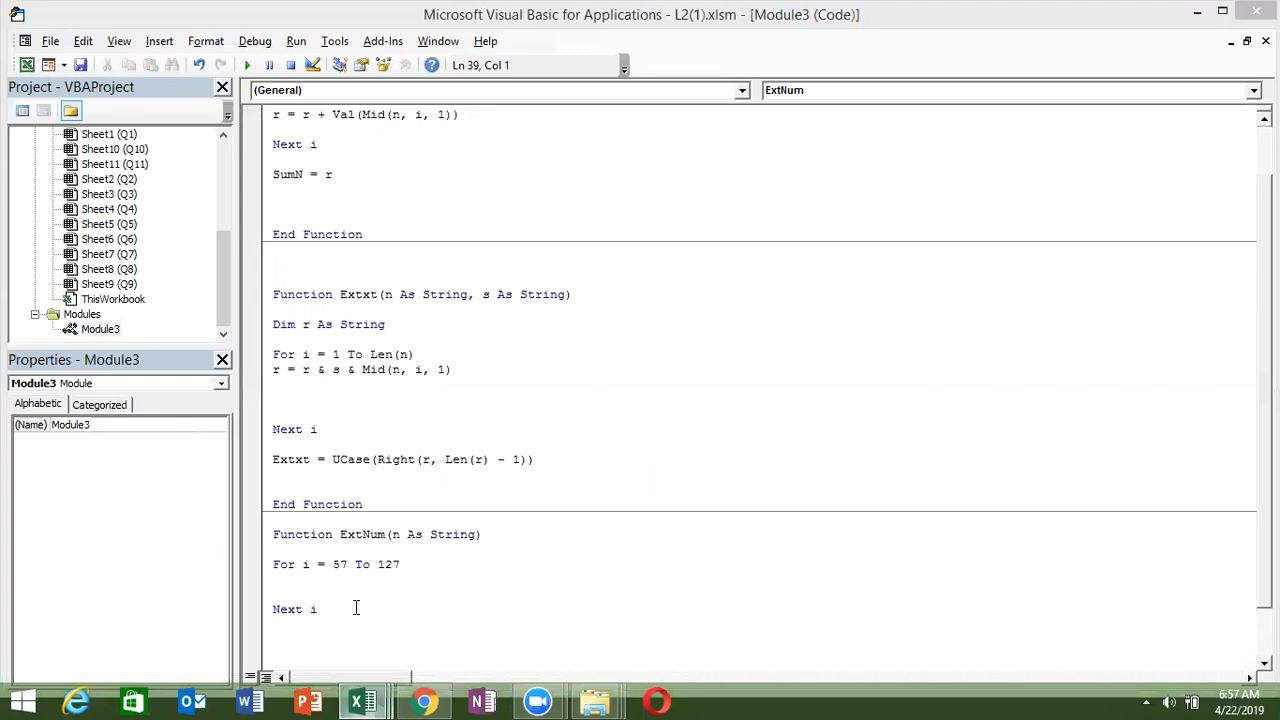 Microsoft Visual Basic for Applications - L2(1).xlsm - [Module3 (Code)]
File Edit View Insert Format Debug Run Tools Add-Ins Window Help
Ln 39, Col 1
Project - VBAProject
(General)
ExtNum
Sheet1 (Q1)
Sheet10 (Q10)
Sheet11 (Q11)
Sheet2 (Q2)
Sheet3 (Q3)
Sheet4 (Q4)
Sheet5 (Q5)
Sheet6 (Q6)
Sheet7 (Q7)
Sheet8 (Q8)
Sheet9 (Q9)
ThisWorkbook
Modules
Module3
Properties - Module3
Module3 Module
Alphabetic Categorized
(Name) Module3
r = r + Val(Mid(n, i, 1))
Next i
SumN = r
End Function
Function Extxt(n As String, s As String)
Dim r As String
For i = 1 To Len(n)
r = r & s & Mid(n, i, 1)
Next i
Extxt = UCase(Right(r, Len(r) - 1))
End Function
Function ExtNum(n As String)
For i = 57 To 127
Next i
6:57 AM
4/22/2019